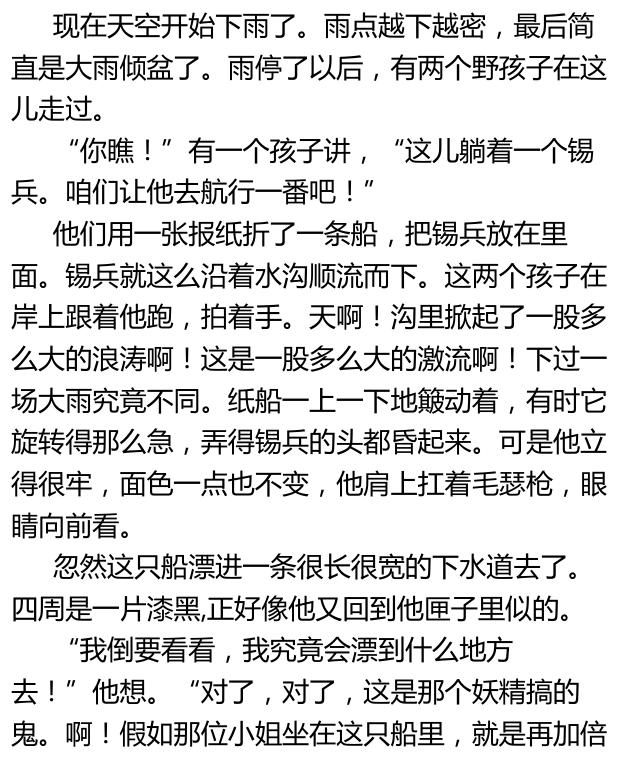 现在天空开始下雨了。雨点越下越密，最后简
直是大雨倾盆了。雨停了以后，有两个野孩子在这
儿走过。
“你瞧！”有一个孩子讲，“这儿躺着一个锡
兵。咱们让他去航行一番吧！”
他们用一张报纸折了一条船，把锡兵放在里
面。锡兵就这么沿着水沟顺流而下。这两个孩子在
岸上跟着他跑，拍着手。天啊！沟里掀起了一股多
么大的浪涛啊！这是一股多么大的激流啊！下过一
场大雨究竟不同。纸船一上一下地簸动着，有时它
旋转得那么急，弄得锡兵的头都昏起来。可是他立
得很牢，面色一点也不变，他肩上扛着毛瑟枪，眼
睛向前看。
忽然这只船漂进一条很长很宽的下水道去了。
四周是一片漆黑,正好像他又回到他匣子里似的。
“我倒要看看，我究竟会漂到什么地方
去！”他想。“对了，对了，这是那个妖精搞的
鬼。啊！假如那位小姐坐在这只船里，就是再加倍